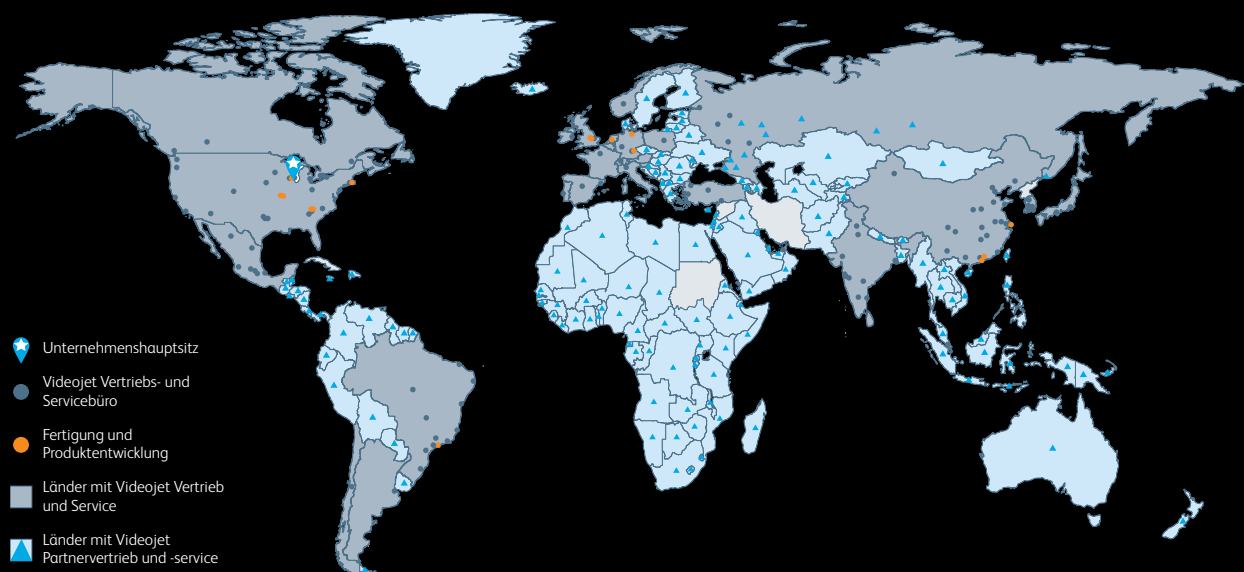 Unternehmenshauptsitz
Videojet Vertriebs- und
Servicebüro
Fertigung und
Produktentwicklung
Länder mit Videojet Vertrieb
und Service
Länder mit Videojet
Partnervertrieb und -service